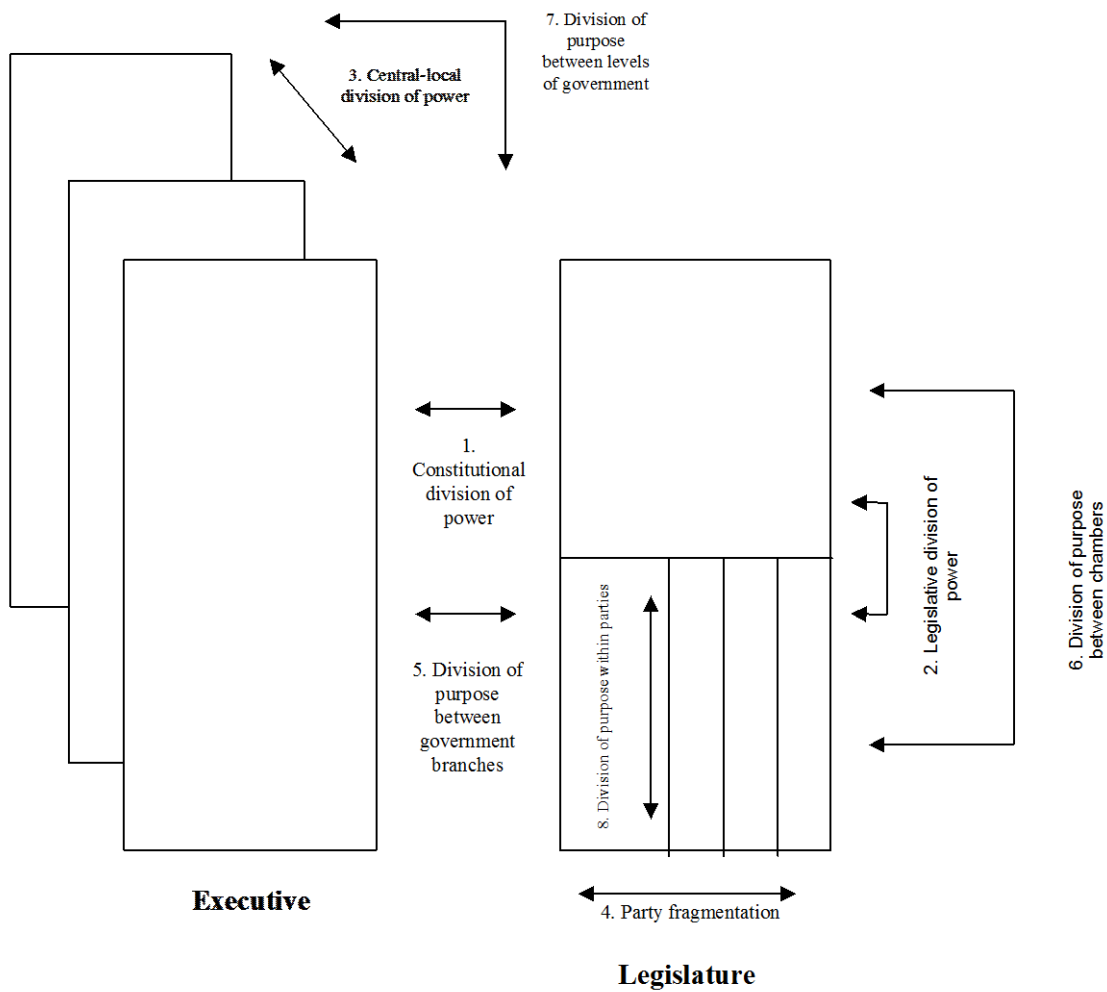 7. Division of
purpose
between levels
of government
3. Central-local
division of power
1.
Constitutional
division of
power
5. Division of
purpose
between
government
branches
8. Division of purpose within parties
2. Legislative division of
power
6. Division of purpose
between chambers
Executive
4. Party fragmentation
Legislature